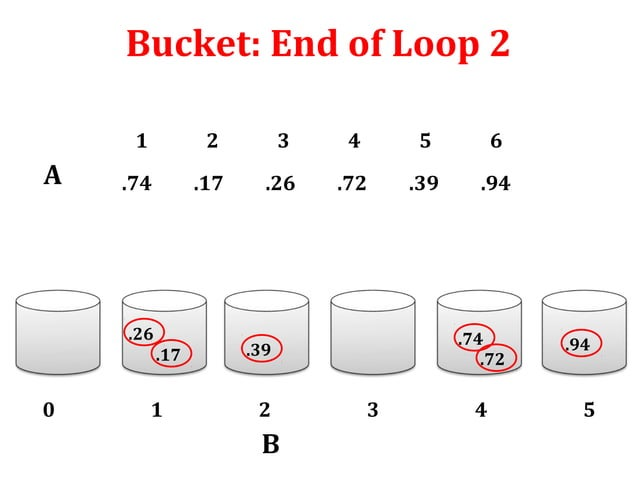 Bucket: End of Loop 2
1 2 3 4 5 6
A .74 .17 .26 .72 .39 .94
.26 .17 .39 .74 .72 .94
0 1 2 3 4 5
B